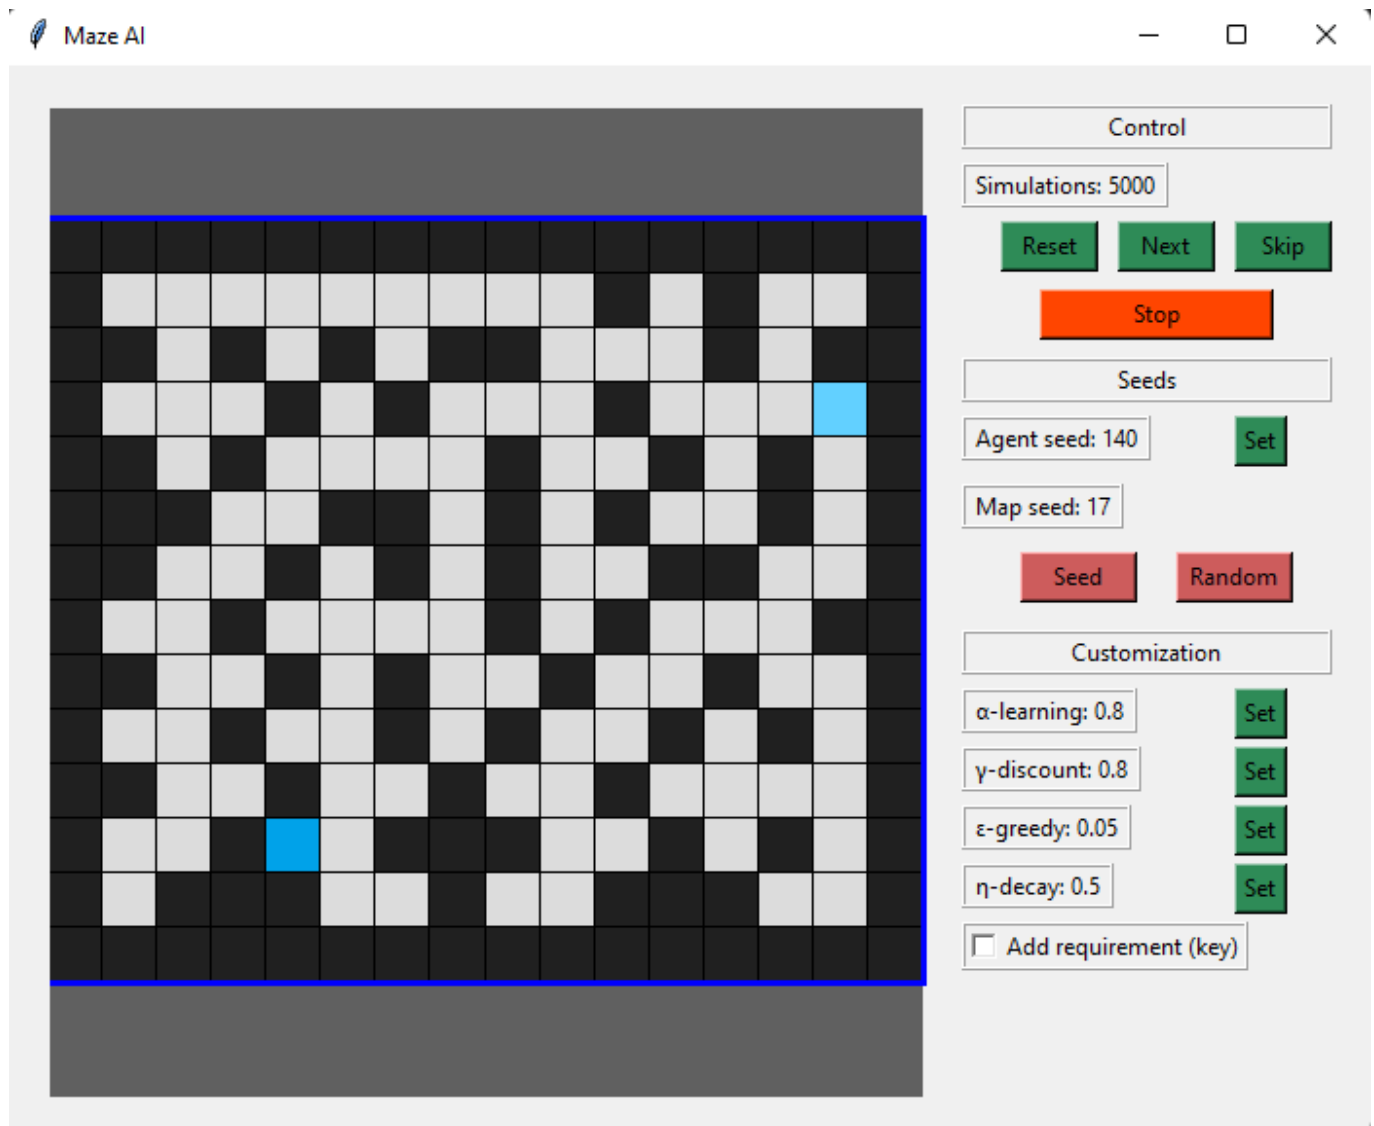 Maze AI
Control
Simulations: 5000
Reset Next Skip
Stop
Seeds
Agent seed: 140 Set
Map seed: 17
Seed Random
Customization
α-learning: 0.8 Set
γ-discount: 0.8 Set
ε-greedy: 0.05 Set
η-decay: 0.5 Set
Add requirement (key)